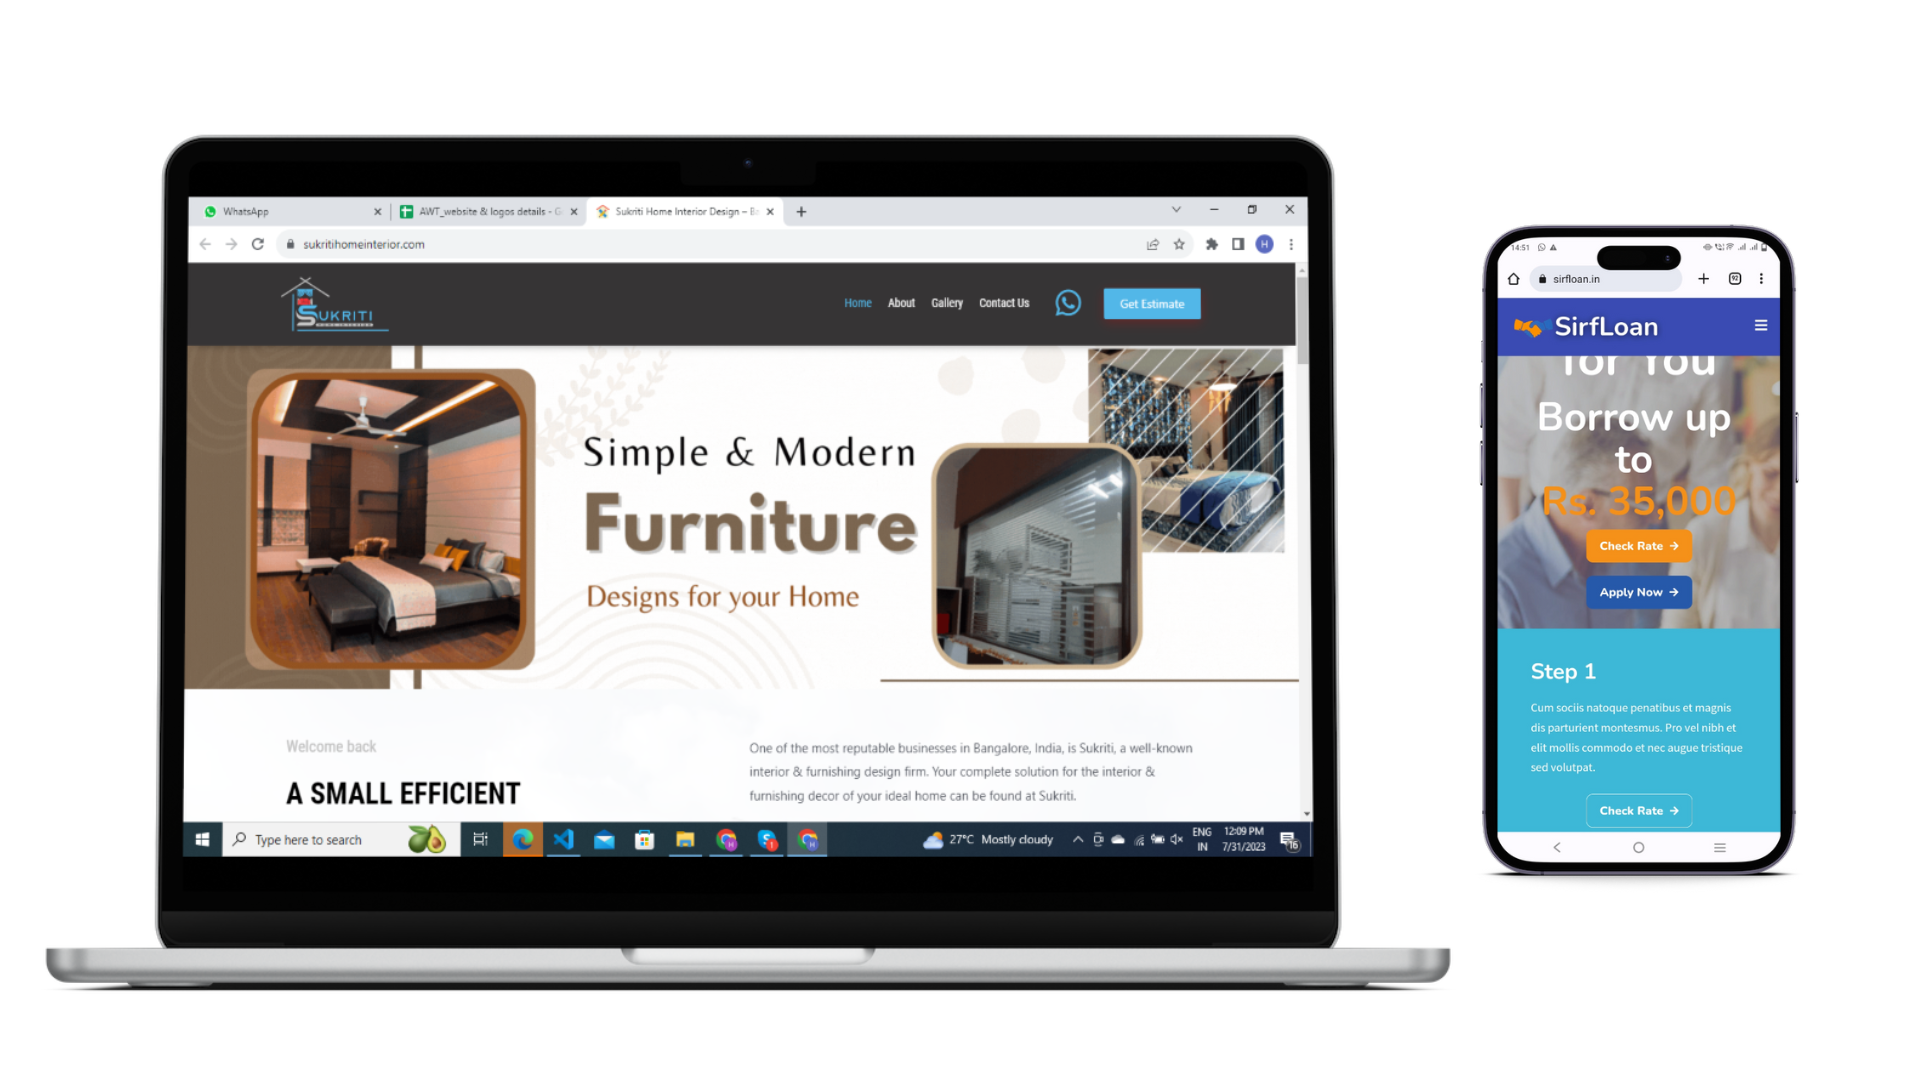 WhatsApp
AWT_website & logos details - G
Sukriti Home Interior Design – B
sukritihomeinterior.com
H
SUKRITI
Home
About
Gallery
Contact Us
Get Estimate
Simple & Modern
Furniture
Designs for your Home
Welcome back
A SMALL EFFICIENT
One of the most reputable businesses in Bangalore, India, is Sukriti, a well-known
interior & furnishing design firm. Your complete solution for the interior &
furnishing decor of your ideal home can be found at Sukriti.
Type here to search
27°C Mostly cloudy
ENG
IN
12:09 PM
7/31/2023
16
14:51
sirfloan.in
92
SirfLoan
for You
Borrow up
to
Rs. 35,000
Check Rate →
Apply Now →
Step 1
Cum sociis natoque penatibus et magnis
dis parturient montesmus. Pro vel nibh et
elit mollis commodo et nec augue tristique
sed volutpat.
Check Rate →